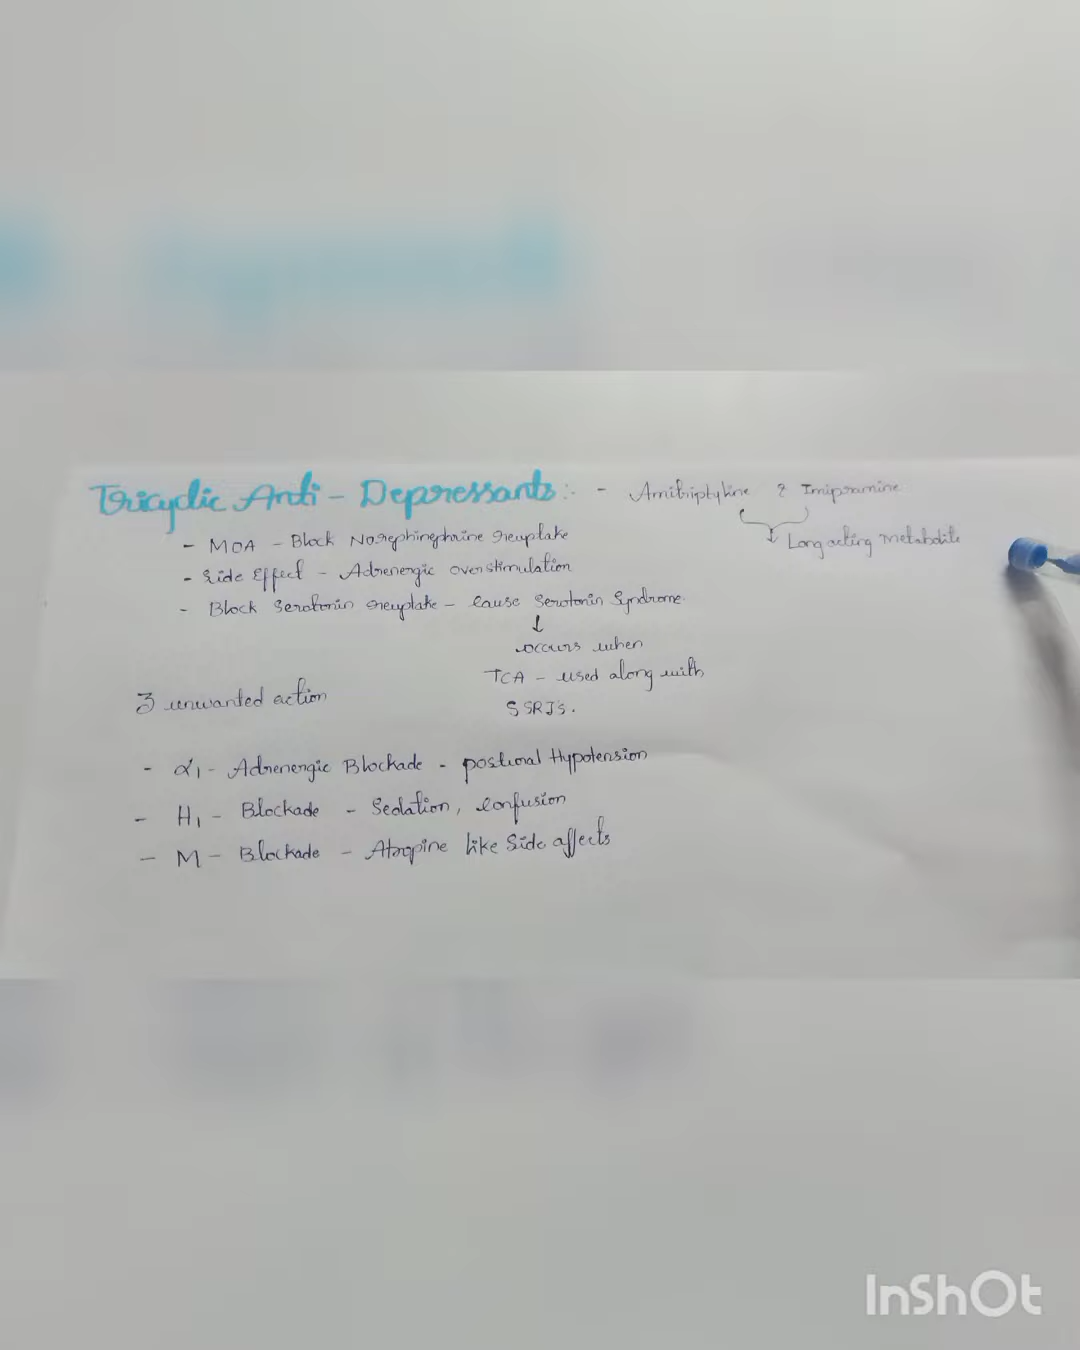 Tricyclic Anti - Depressants :- Amitriptyline & Imipramine
Long acting metabolite
- MOA - Block Norephinephrine reuptake
- Side Effect - Adrenergic overstimulation
- Block Serotonin reuptake - Cause Serotonin Syndrome.
↓
occurs when
TCA - used along with
SSRIS.
3 unwanted action
- α1 - Adrenergic Blockade - postural Hypotension
- H1 - Blockade - Sedation, Confusion
- M - Blockade - Atropine like Side affects
InShOt